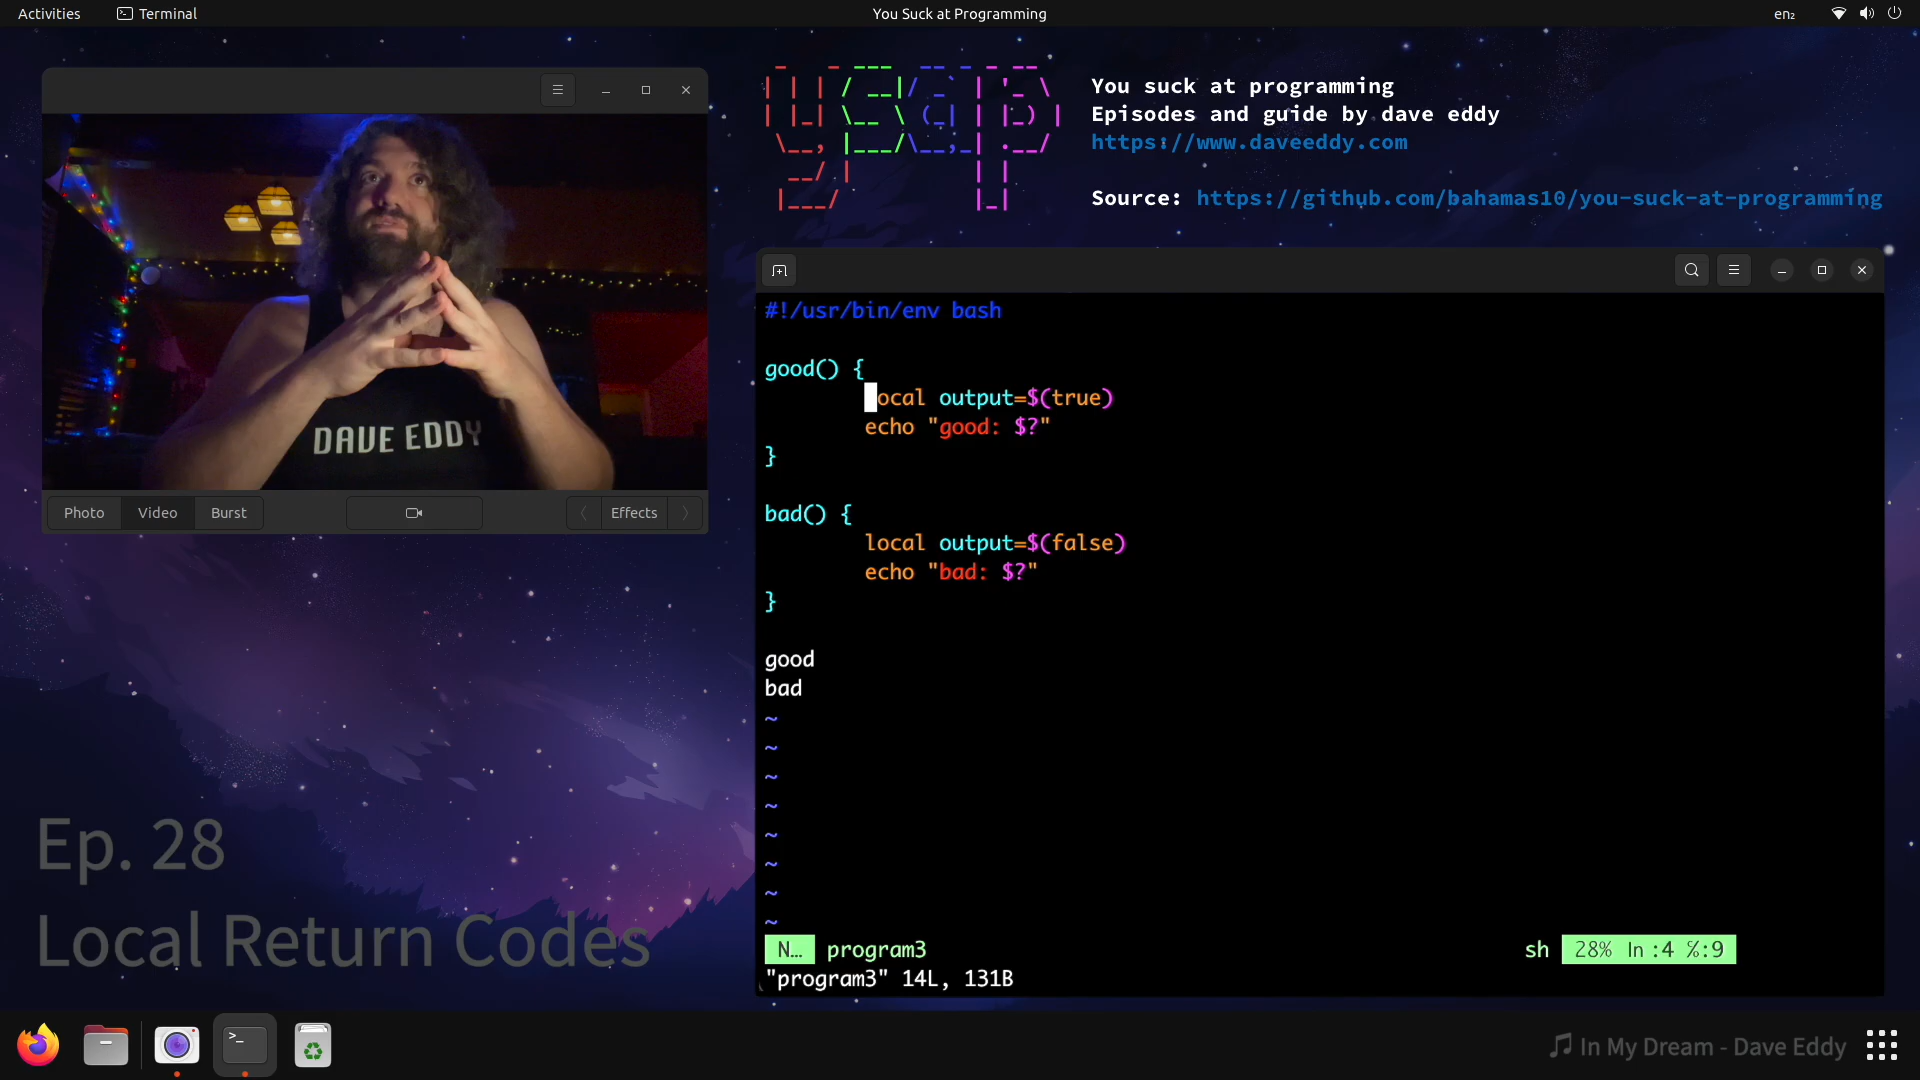 Activities
Terminal
You Suck at Programming
en₂
You suck at programming
Episodes and guide by dave eddy
https://www.daveeddy.com
Source: https://github.com/bahamas10/you-suck-at-programming
DAVE EDDY
Photo
Video
Burst
Effects
#!/usr/bin/env bash
good() {
ocal output=$(true)
echo "good: $?"
}
bad() {
local output=$(false)
echo "bad: $?"
}
good
bad
~
~
~
~
~
~
~
~
N… program3 sh 28% ln :4 ℅:9
"program3" 14L, 131B
Ep. 28
Local Return Codes
In My Dream - Dave Eddy